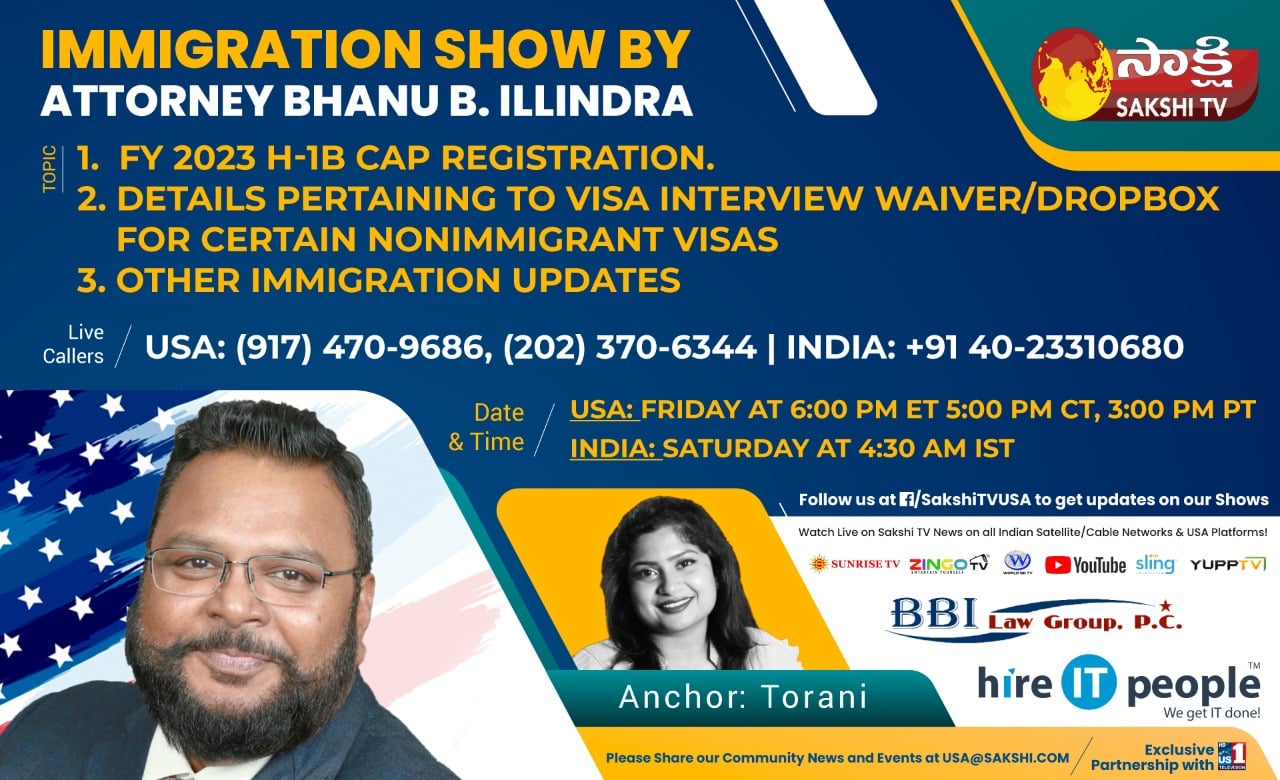 IMMIGRATION SHOW BY
ATTORNEY BHANU B. ILLINDRA
సాక్షి
SAKSHI TV
TOPIC
1. FY 2023 H-1B CAP REGISTRATION.
2. DETAILS PERTAINING TO VISA INTERVIEW WAIVER/DROPBOX
FOR CERTAIN NONIMMIGRANT VISAS
3. OTHER IMMIGRATION UPDATES
Live
Callers
USA: (917) 470-9686, (202) 370-6344 | INDIA: +91 40-23310680
Date
& Time
USA: FRIDAY AT 6:00 PM ET 5:00 PM CT, 3:00 PM PT
INDIA: SATURDAY AT 4:30 AM IST
Follow us at f/SakshiTVUSA to get updates on our Shows
Watch Live on Sakshi TV News on all Indian Satellite/Cable Networks & USA Platforms!
SUNRISE TV ZINGO TV YouTube sling YUPPTV
ENTERTAIN YOURSELF
BBI Law Group, P.C.
hire IT people™
We get IT done!
Anchor: Torani
Please Share our Community News and Events at USA@SAKSHI.COM
Exclusive
Partnership with
US 1
TELEVISION